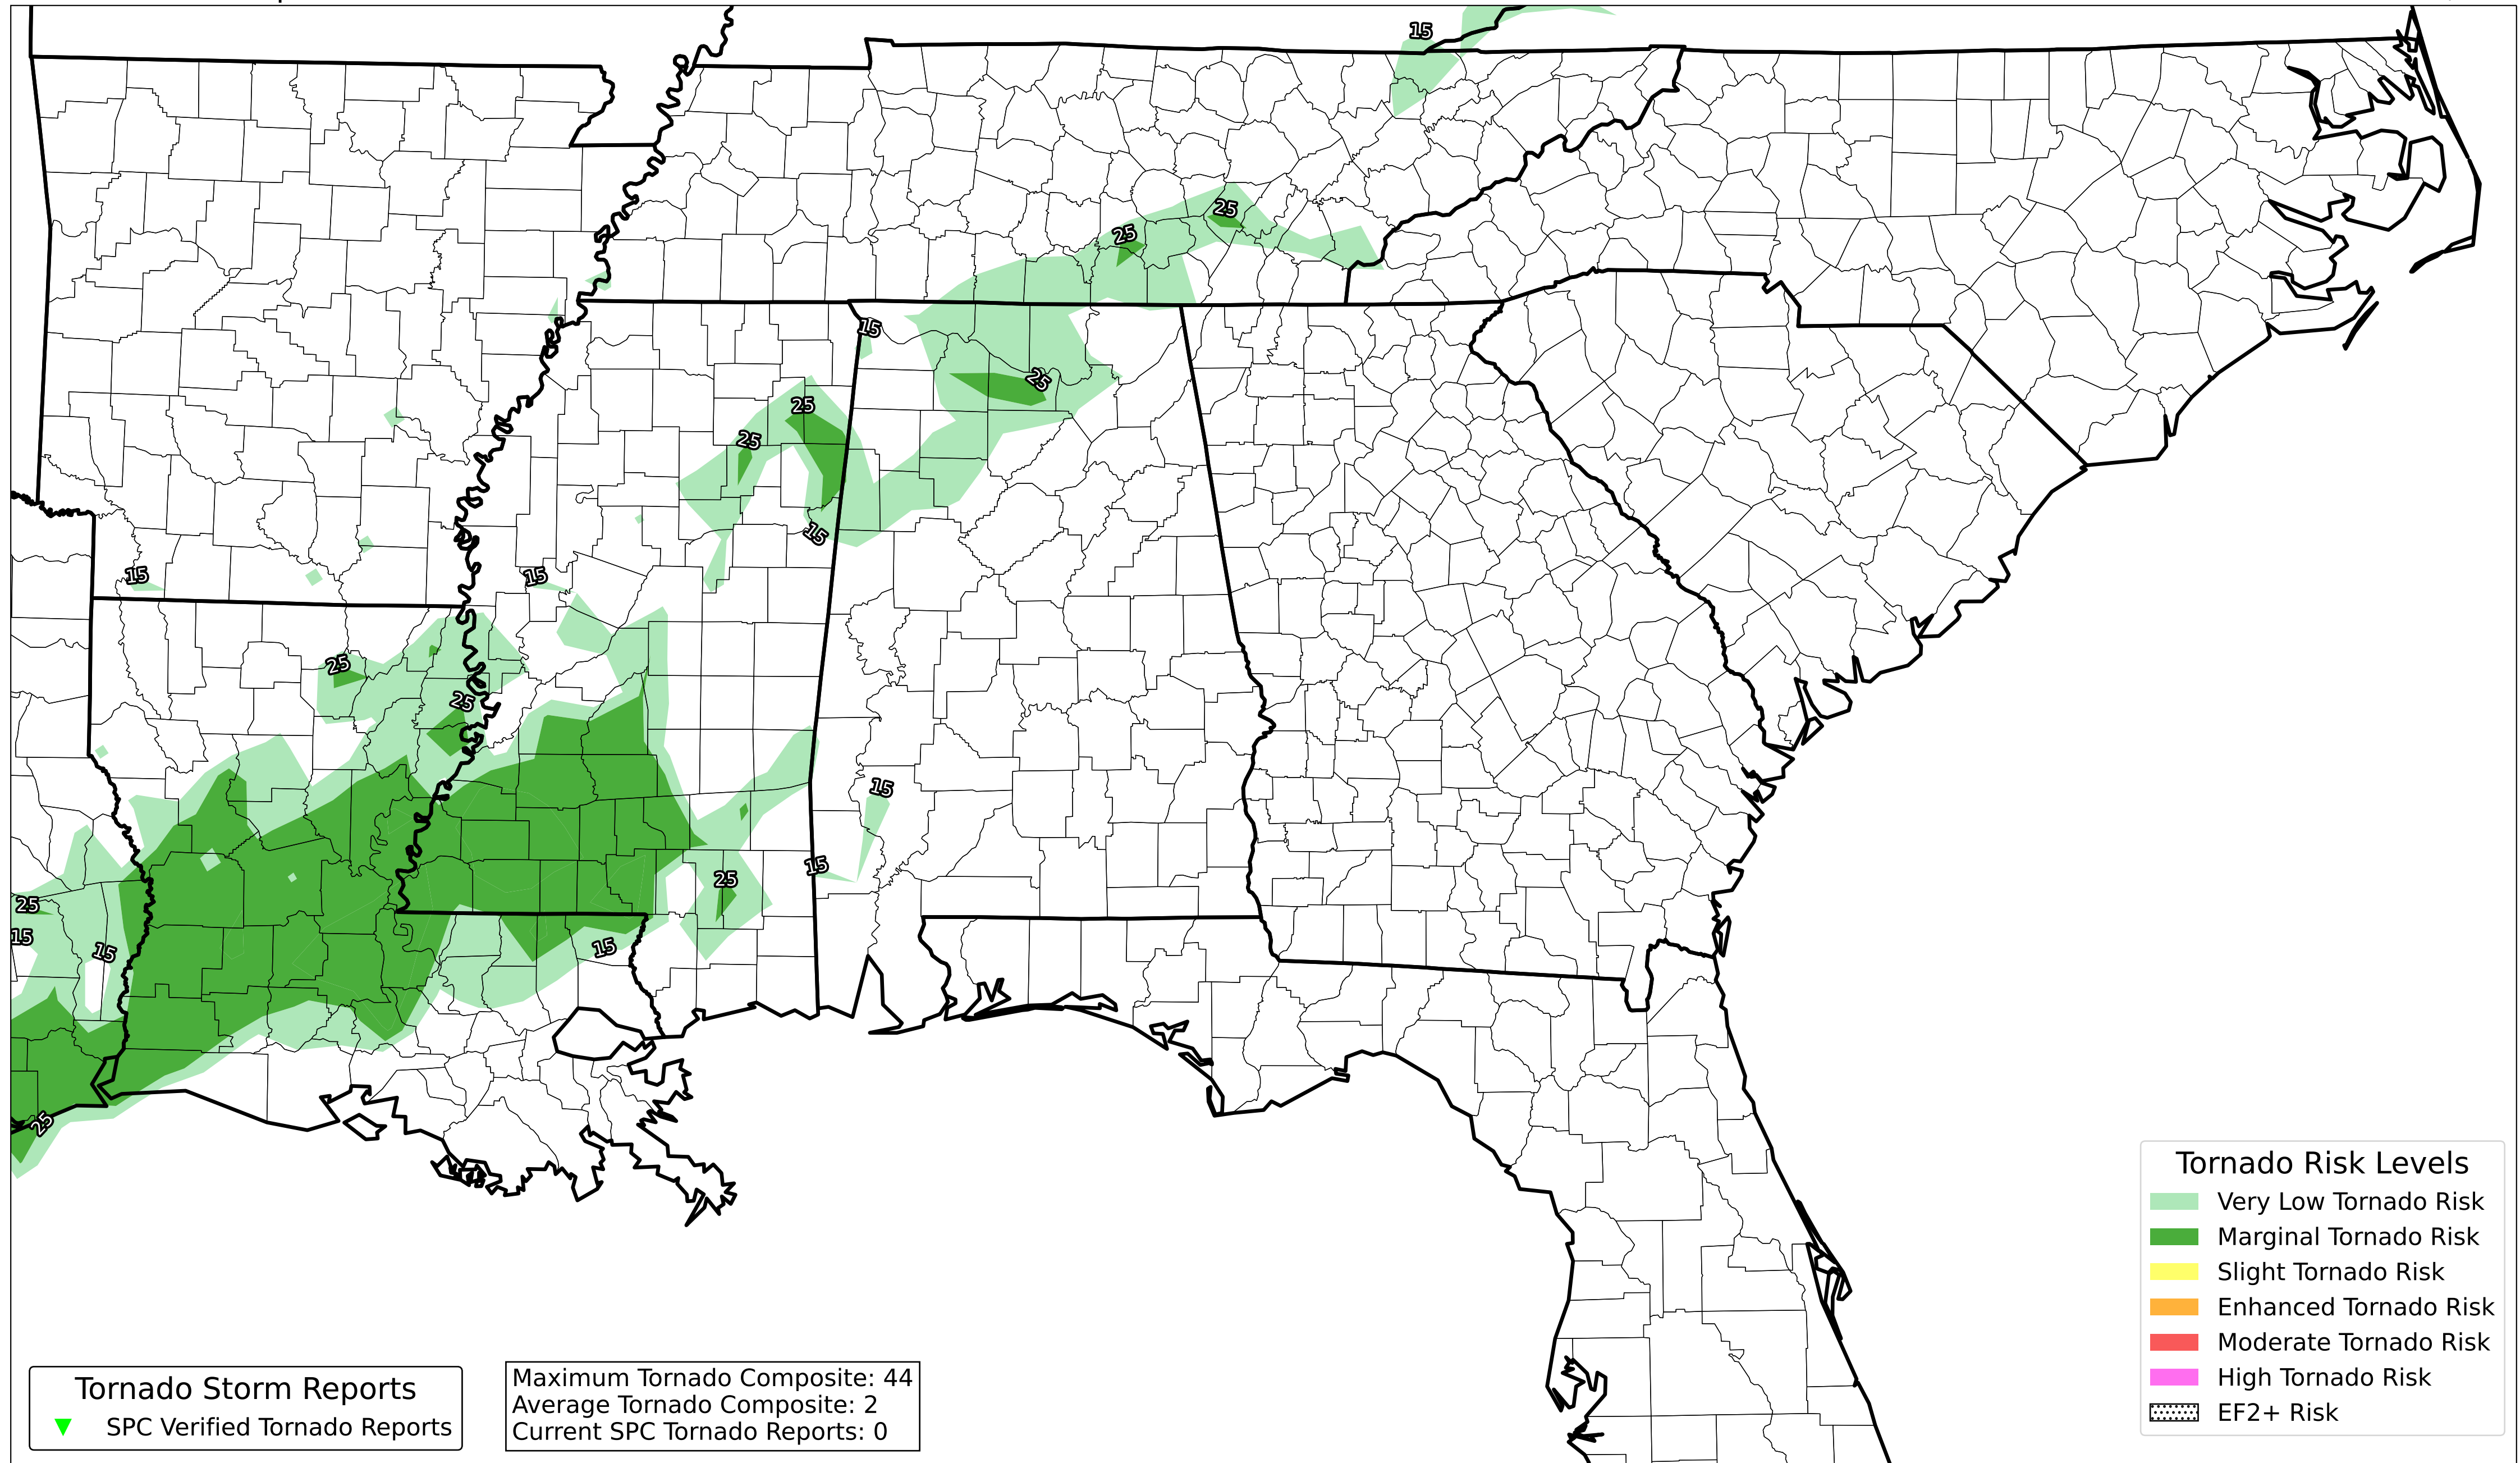 15
25
25
15
25
25
25
15
15
15
25
25
15
15
25
25
15
15
15
25
Tornado Risk Levels
Very Low Tornado Risk
Marginal Tornado Risk
Slight Tornado Risk
Enhanced Tornado Risk
Moderate Tornado Risk
High Tornado Risk
EF2+ Risk
Tornado Storm Reports
SPC Verified Tornado Reports
Maximum Tornado Composite: 44
Average Tornado Composite: 2
Current SPC Tornado Reports: 0